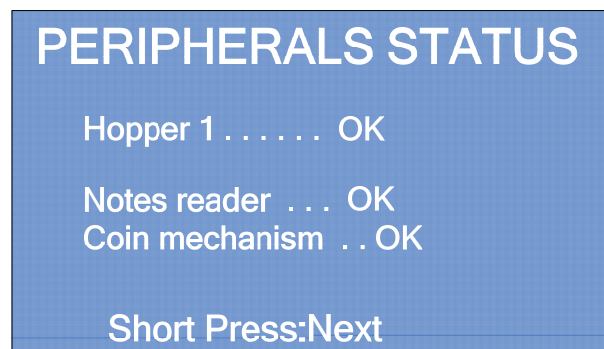 PERIPHERALS STATUS
Hopper 1 . . . . . . OK
Notes reader . . . OK
Coin mechanism . . OK
Short Press:Next